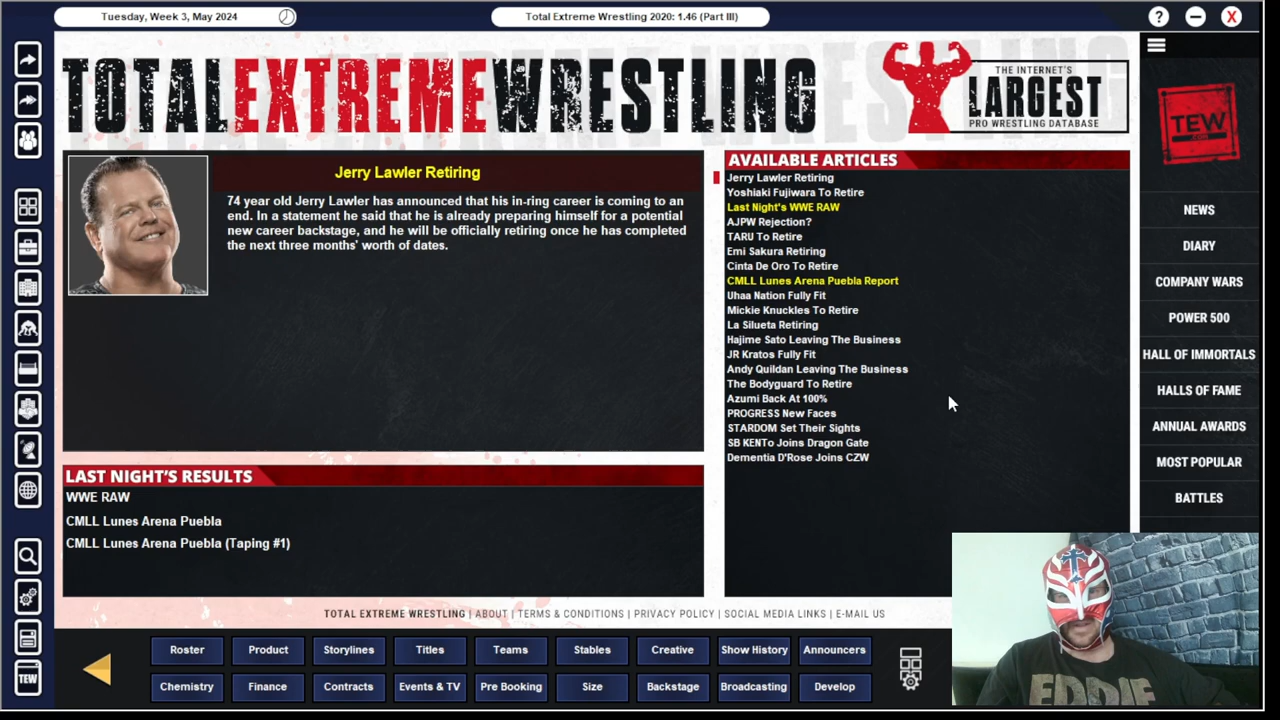 Tuesday, Week 3, May 2024
Total Extreme Wrestling 2020: 1.46 (Part III)
?
X
TOTALEXTREMEWRESTLING
THE INTERNET'S
LARGEST
PRO WRESTLING DATABASE
TEW
.COM
Jerry Lawler Retiring
74 year old Jerry Lawler has announced that his in-ring career is coming to an
end. In a statement he said that he is already preparing himself for a potential
new career backstage, and he will be officially retiring once he has completed
the next three months' worth of dates.
AVAILABLE ARTICLES
Jerry Lawler Retiring
Yoshiaki Fujiwara To Retire
Last Night's WWE RAW
AJPW Rejection?
TARU To Retire
Emi Sakura Retiring
Cinta De Oro To Retire
CMLL Lunes Arena Puebla Report
Uhaa Nation Fully Fit
Mickie Knuckles To Retire
La Silueta Retiring
Hajime Sato Leaving The Business
JR Kratos Fully Fit
Andy Quildan Leaving The Business
The Bodyguard To Retire
Azumi Back At 100%
PROGRESS New Faces
STARDOM Set Their Sights
SB KENTo Joins Dragon Gate
Dementia D'Rose Joins CZW
NEWS
DIARY
COMPANY WARS
POWER 500
HALL OF IMMORTALS
HALLS OF FAME
ANNUAL AWARDS
MOST POPULAR
BATTLES
LAST NIGHT'S RESULTS
WWE RAW
CMLL Lunes Arena Puebla
CMLL Lunes Arena Puebla (Taping #1)
TOTAL EXTREME WRESTLING | ABOUT | TERMS & CONDITIONS | PRIVACY POLICY | SOCIAL MEDIA LINKS | E-MAIL US
Roster Product Storylines Titles Teams Stables Creative Show History Announcers
Chemistry Finance Contracts Events & TV Pre Booking Size Backstage Broadcasting Develop
TEW
EDDIE